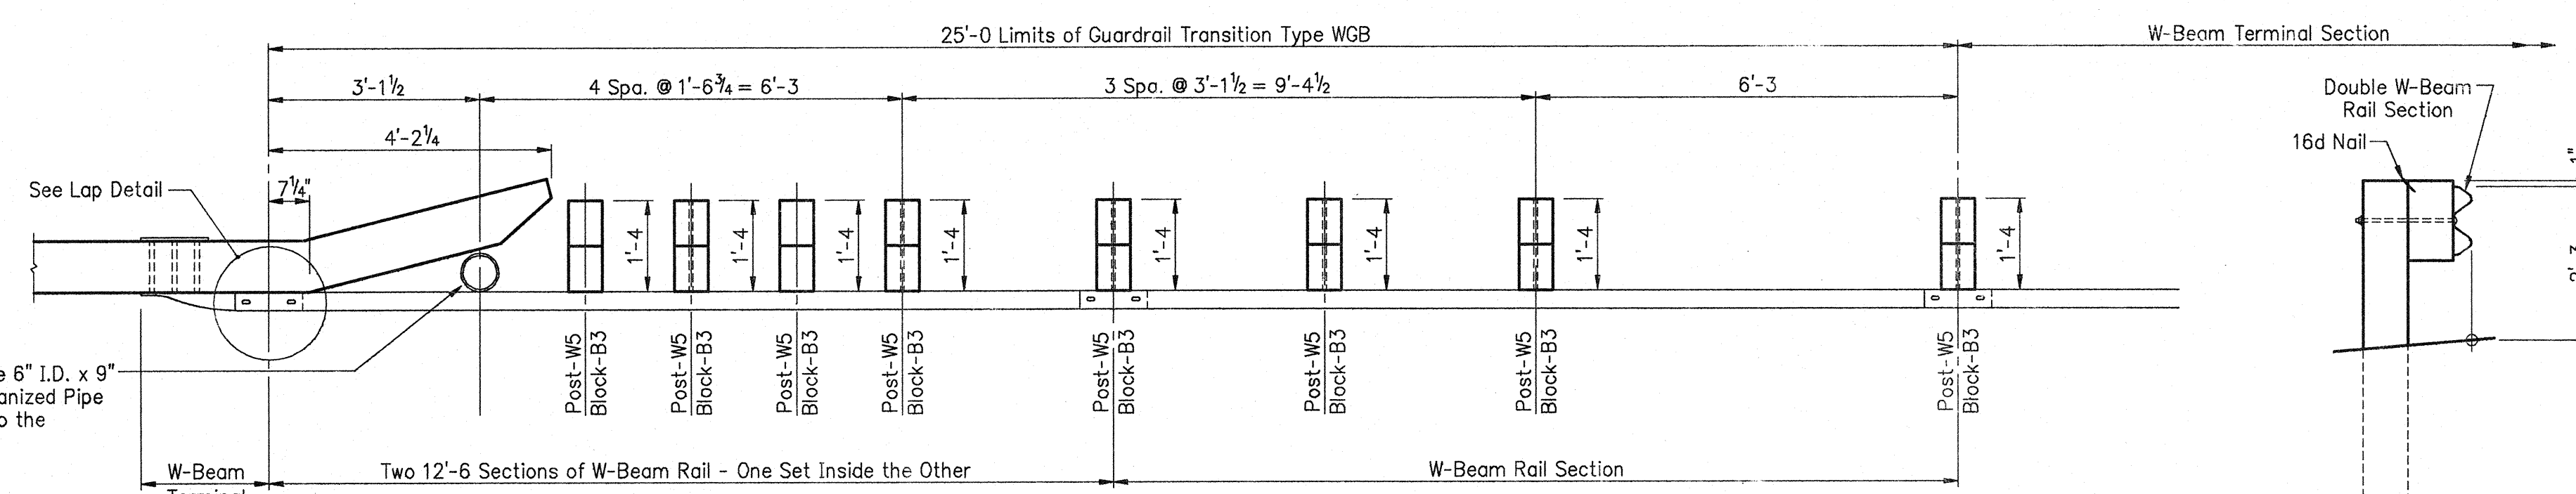 25'-0 Limits of Guardrail Transition Type WGB
W-Beam Terminal Section
3'-1½
4 Spa. @ 1'-6¾ = 6'-3
3 Spa. @ 3'-1½ = 9'-4½
6'-3
Double W-Beam
Rail Section
4'-2¼
16d Nail
1"
See Lap Detail
7¼"
1'-4
1'-4
1'-4
1'-4
1'-4
1'-4
1'-4
1'-4
Post-W5
Block-B3
Post-W5
Block-B3
Post-W5
Block-B3
Post-W5
Block-B3
Post-W5
Block-B3
Post-W5
Block-B3
Post-W5
Block-B3
Post-W5
Block-B3
6" I.D. x 9"
Pipe
the
W-Beam
Two 12'-6 Sections of W-Beam Rail - One Set Inside the Other
W-Beam Rail Section